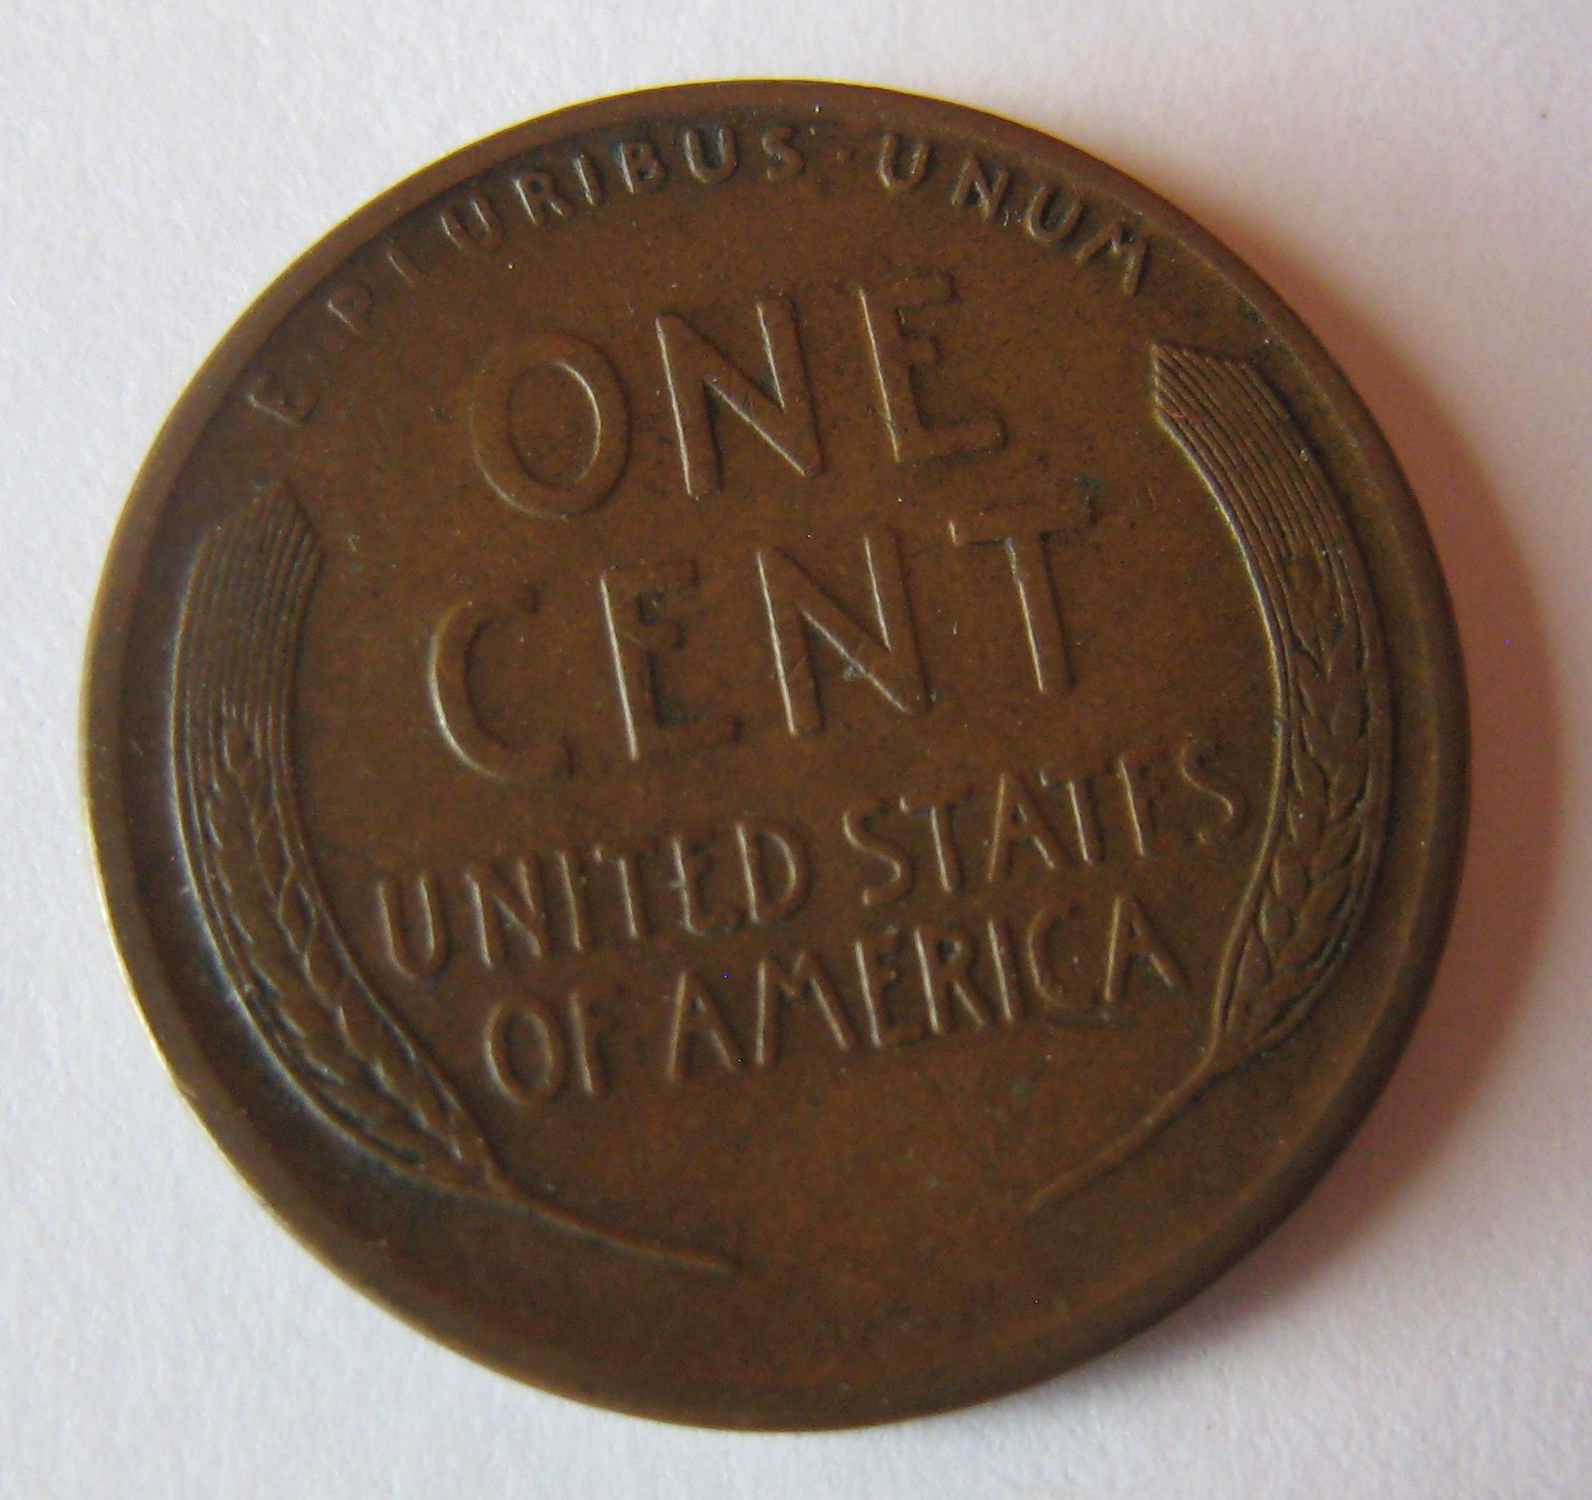 E·PLURIBUS·UNUM
ONE
CENT
UNITED STATES
OF AMERICA